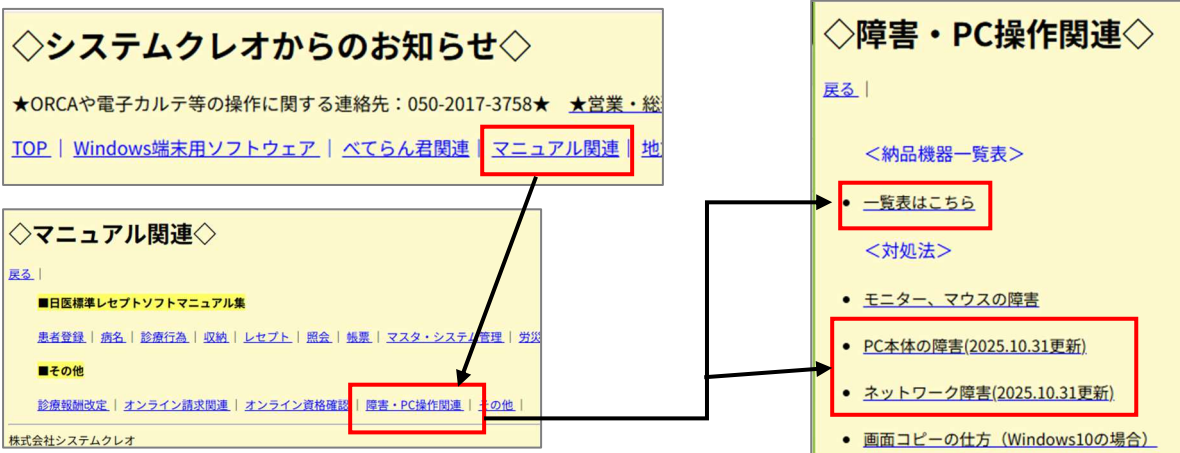 ◇システムクレオからのお知らせ◇
★ORCAや電子カルテ等の操作に関する連絡先：050-2017-3758★　★営業・総
TOP | Windows端末用ソフトウェア | べてらん君関連 | マニュアル関連 | 地
◇マニュアル関連◇
戻る |
■日医標準レセプトソフトマニュアル集
患者登録 | 病名 | 診療行為 | 収納 | レセプト | 照会 | 帳票 | マスタ・システム管理 | 労災
■その他
診療報酬改定 | オンライン請求関連 | オンライン資格確認 | 障害・PC操作関連 | その他 |
株式会社システムクレオ
◇障害・PC操作関連◇
戻る |
＜納品機器一覧表＞
• 一覧表はこちら
＜対処法＞
• モニター、マウスの障害
• PC本体の障害(2025.10.31更新)
• ネットワーク障害(2025.10.31更新)
• 画面コピーの仕方（Windows10の場合）